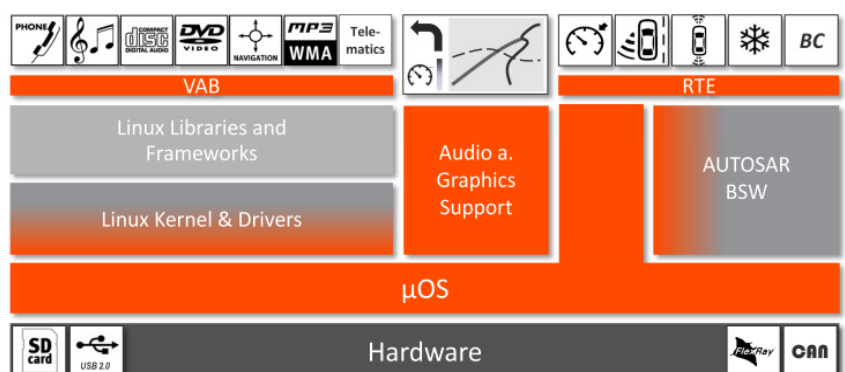 PHONE
COMPACT
disc
DIGITAL AUDIO
DVD
VIDEO
NAVIGATION
MP3
WMA
Tele-
matics
BC
VAB
RTE
Linux Libraries and
Frameworks
Audio a.
Graphics
Support
AUTOSAR
BSW
Linux Kernel & Drivers
µOS
SD
card
USB 2.0
Hardware
FlexRay
CAN